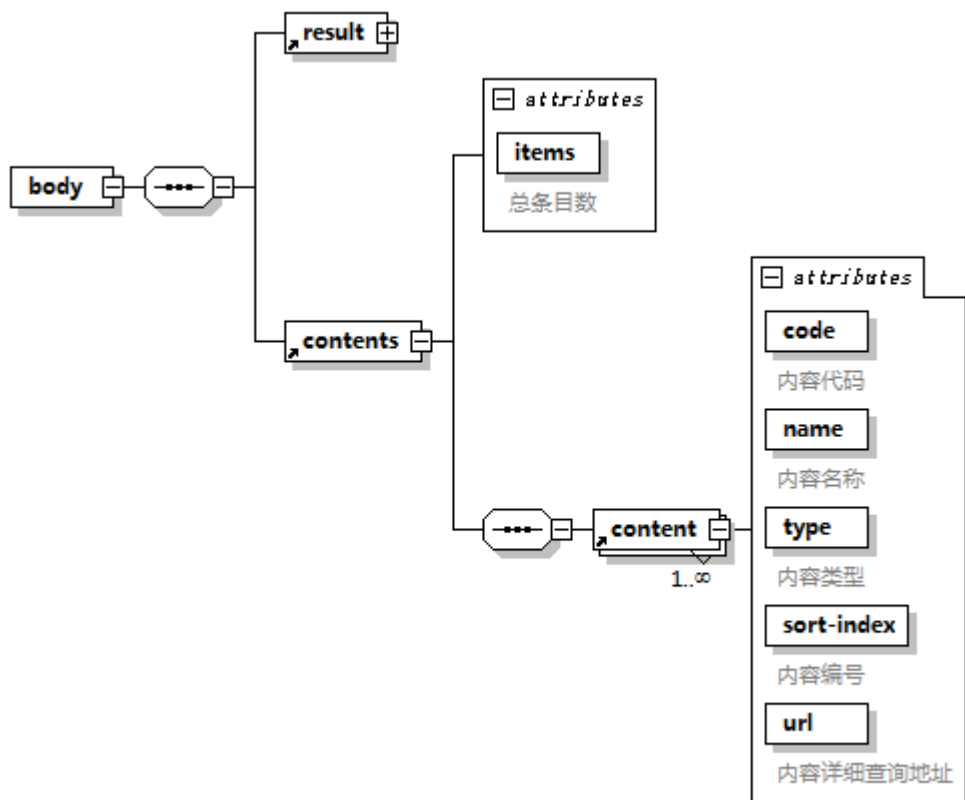 result
attributes
items
总条目数
body
contents
attributes
code
内容代码
name
内容名称
content
1..∞
type
内容类型
sort-index
内容编号
url
内容详细查询地址